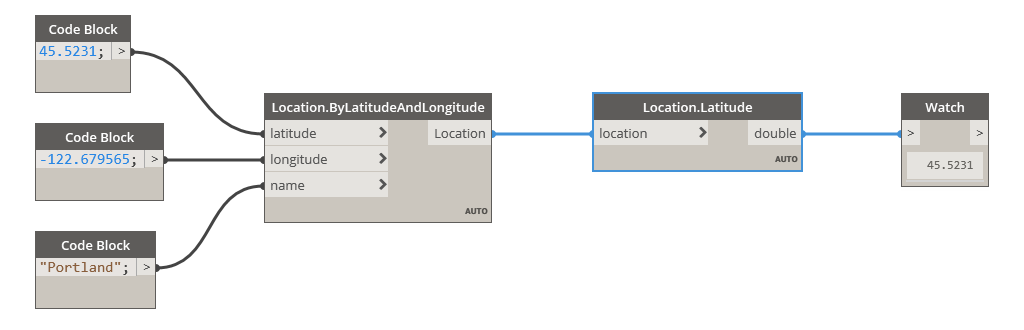 Code Block
45.5231; >
Code Block
-122.679565; >
Code Block
"Portland"; >
Location.ByLatitudeAndLongitude
latitude > Location
longitude >
name >
AUTO
Location.Latitude
location > double
AUTO
Watch
> >
45.5231